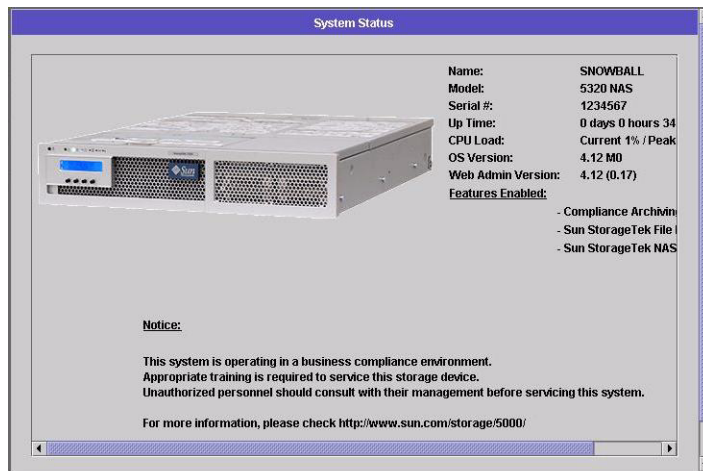 System Status
Name: SNOWBALL
Model: 5320 NAS
Serial #: 1234567
Up Time: 0 days 0 hours 34
CPU Load: Current 1% / Peak
OS Version: 4.12 M0
Web Admin Version: 4.12 (0.17)
Features Enabled:
- Compliance Archivin
- Sun StorageTek File
- Sun StorageTek NAS
Sun
Notice:
This system is operating in a business compliance environment.
Appropriate training is required to service this storage device.
Unauthorized personnel should consult with their management before servicing this system.
For more information, please check http://www.sun.com/storage/5000/